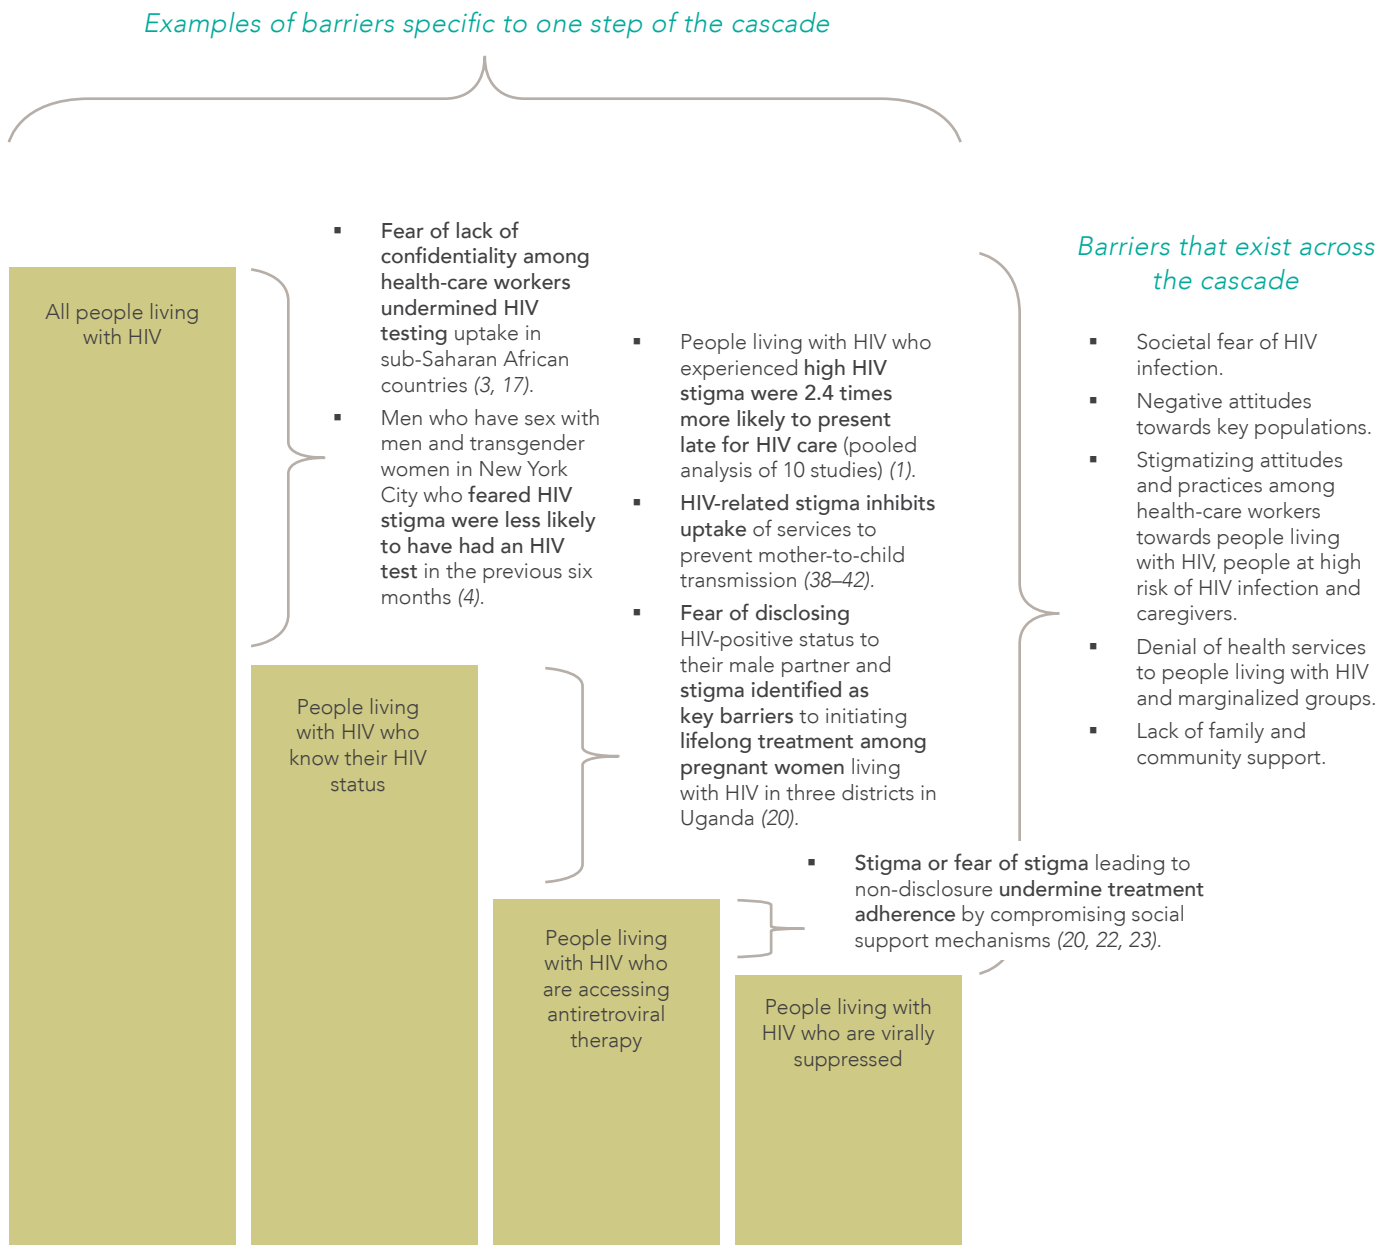 Examples of barriers specific to one step of the cascade
All people living
with HIV
▪ Fear of lack of
confidentiality among
health-care workers
undermined HIV
testing uptake in
sub-Saharan African
countries (3, 17).
▪ Men who have sex with
men and transgender
women in New York
City who feared HIV
stigma were less likely
to have had an HIV
test in the previous six
months (4).
People living
with HIV who
know their HIV
status
▪ People living with HIV who
experienced high HIV
stigma were 2.4 times
more likely to present
late for HIV care (pooled
analysis of 10 studies) (1).
▪ HIV-related stigma inhibits
uptake of services to
prevent mother-to-child
transmission (38–42).
▪ Fear of disclosing
HIV-positive status to
their male partner and
stigma identified as
key barriers to initiating
lifelong treatment among
pregnant women living
with HIV in three districts in
Uganda (20).
People living
with HIV who
are accessing
antiretroviral
therapy
▪ Stigma or fear of stigma leading to
non-disclosure undermine treatment
adherence by compromising social
support mechanisms (20, 22, 23).
People living with
HIV who are virally
suppressed
Barriers that exist across
the cascade
▪ Societal fear of HIV
infection.
▪ Negative attitudes
towards key populations.
▪ Stigmatizing attitudes
and practices among
health-care workers
towards people living
with HIV, people at high
risk of HIV infection and
caregivers.
▪ Denial of health services
to people living with HIV
and marginalized groups.
▪ Lack of family and
community support.